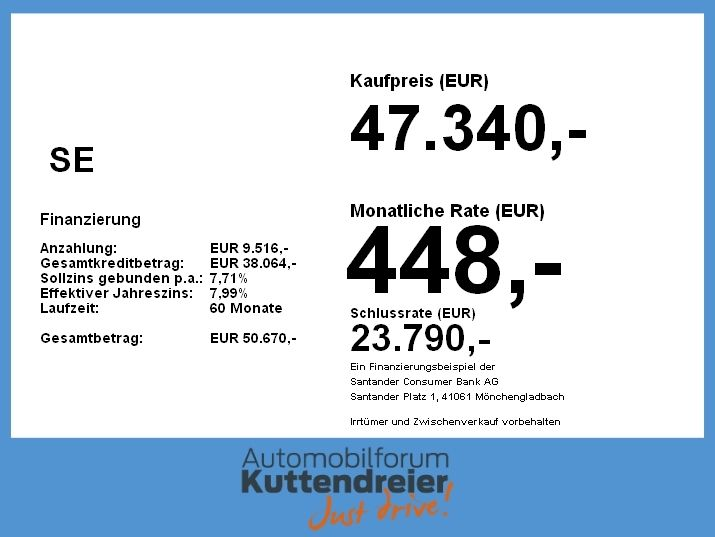 Kaufpreis (EUR)
47.340,-
SE
Monatliche Rate (EUR)
448,-
Finanzierung
Anzahlung: EUR 9.516,-
Gesamtkreditbetrag: EUR 38.064,-
Sollzins gebunden p.a.: 7,71%
Effektiver Jahreszins: 7,99%
Laufzeit: 60 Monate
Gesamtbetrag: EUR 50.670,-
Schlussrate (EUR)
23.790,-
Ein Finanzierungsbeispiel der
Santander Consumer Bank AG
Santander Platz 1, 41061 Mönchengladbach
Irrtümer und Zwischenverkauf vorbehalten
Automobilforum
Kuttendreier
Just drive!